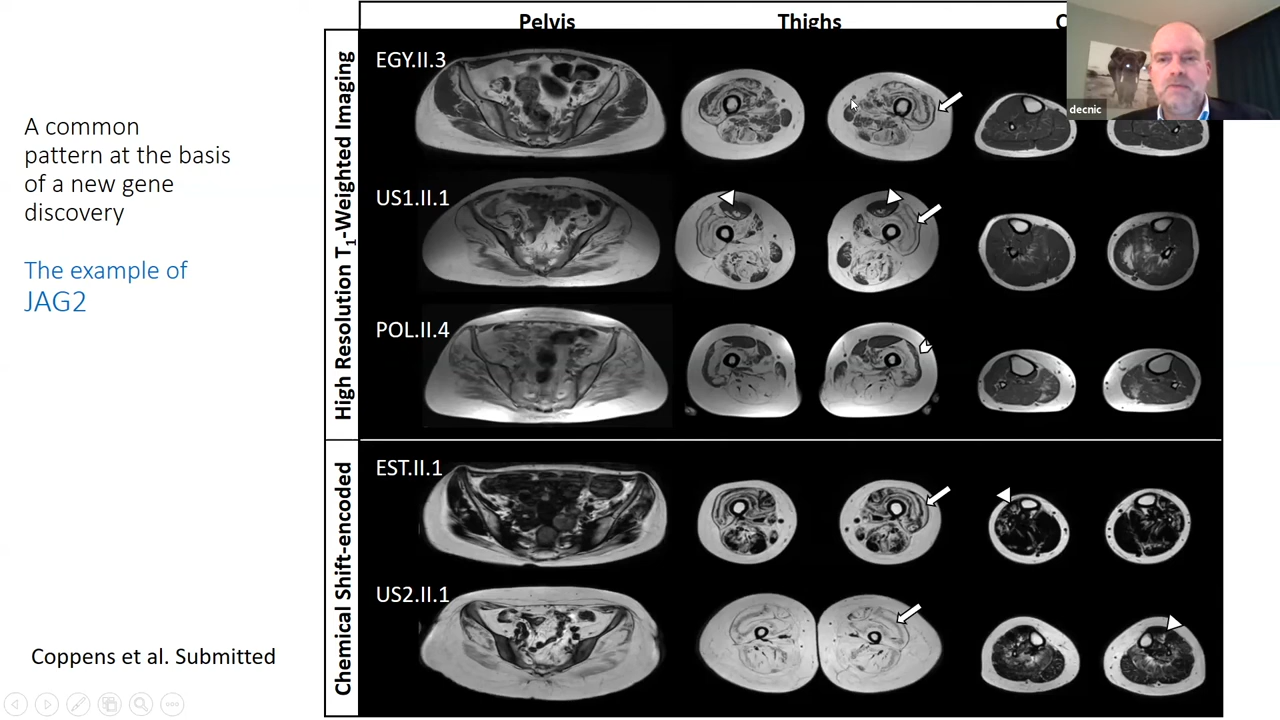 A common
pattern at the basis
of a new gene
discovery
The example of
JAG2
Coppens et al. Submitted
Pelvis
Thighs
High Resolution T1-Weighted Imaging
EGY.II.3
US1.II.1
POL.II.4
Chemical Shift-encoded
EST.II.1
US2.II.1
decnic